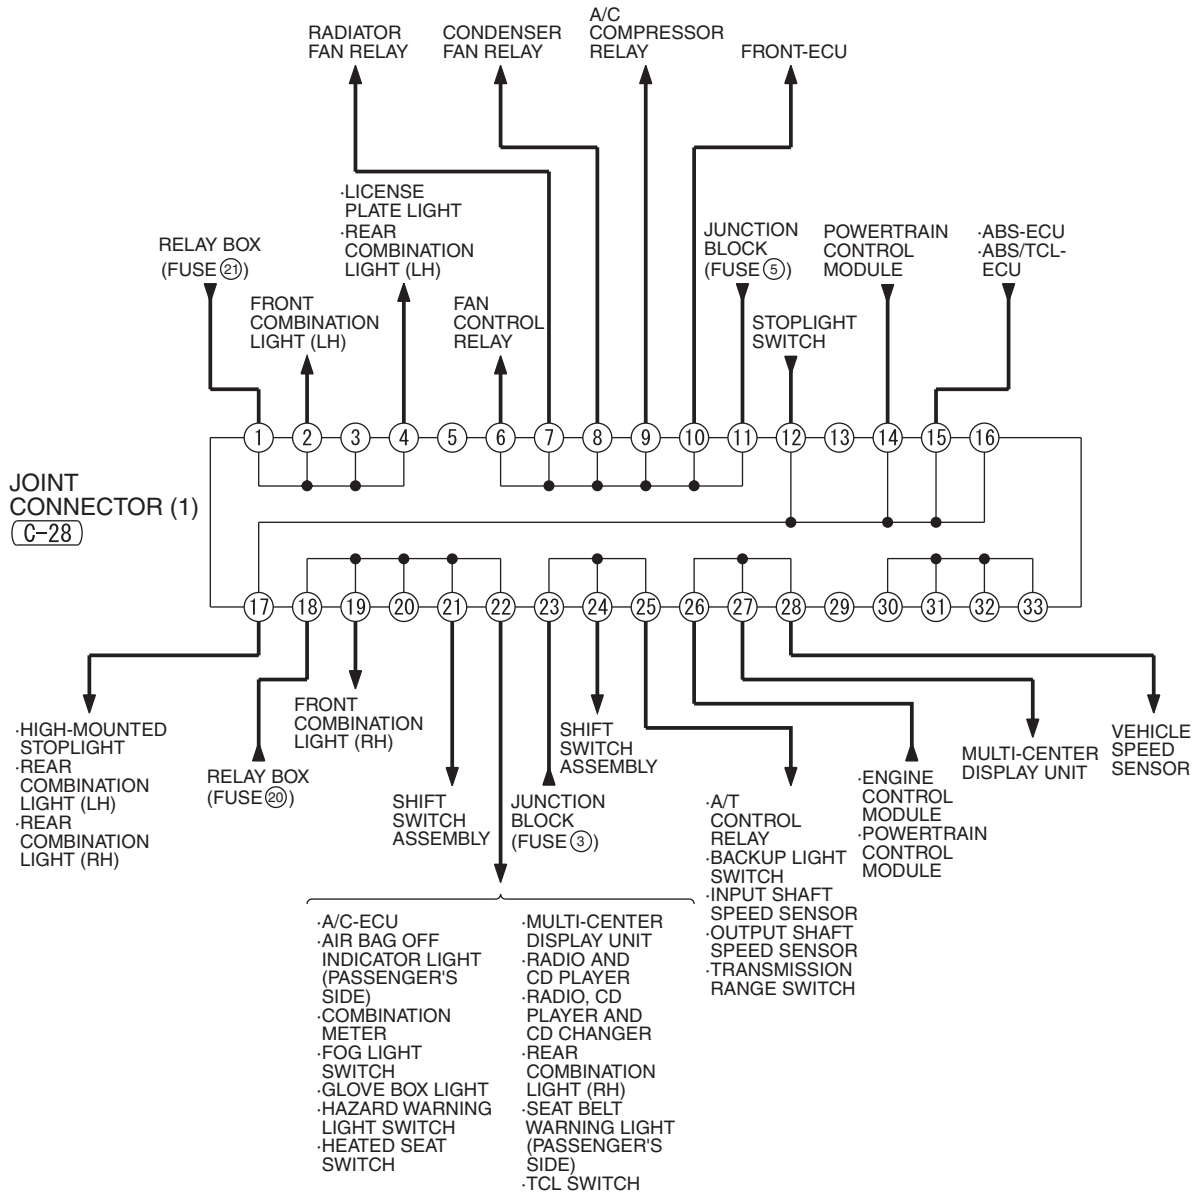 RADIATOR
FAN RELAY
CONDENSER
FAN RELAY
A/C
COMPRESSOR
RELAY
FRONT-ECU
·LICENSE
PLATE LIGHT
·REAR
COMBINATION
LIGHT (LH)
RELAY BOX
(FUSE 21)
FRONT
COMBINATION
LIGHT (LH)
FAN
CONTROL
RELAY
JUNCTION
BLOCK
(FUSE 5)
STOPLIGHT
SWITCH
POWERTRAIN
CONTROL
MODULE
·ABS-ECU
·ABS/TCL-
ECU
1 2 3 4 5 6 7 8 9 10 11 12 13 14 15 16
JOINT
CONNECTOR (1)
C-28
17 18 19 20 21 22 23 24 25 26 27 28 29 30 31 32 33
·HIGH-MOUNTED
STOPLIGHT
·REAR
COMBINATION
LIGHT (LH)
·REAR
COMBINATION
LIGHT (RH)
RELAY BOX
(FUSE 20)
FRONT
COMBINATION
LIGHT (RH)
SHIFT
SWITCH
ASSEMBLY
JUNCTION
BLOCK
(FUSE 3)
SHIFT
SWITCH
ASSEMBLY
·A/T
CONTROL
RELAY
·BACKUP LIGHT
SWITCH
·INPUT SHAFT
SPEED SENSOR
·OUTPUT SHAFT
SPEED SENSOR
·TRANSMISSION
RANGE SWITCH
·ENGINE
CONTROL
MODULE
·POWERTRAIN
CONTROL
MODULE
MULTI-CENTER
DISPLAY UNIT
VEHICLE
SPEED
SENSOR
·A/C-ECU
·AIR BAG OFF
INDICATOR LIGHT
(PASSENGER'S
SIDE)
·COMBINATION
METER
·FOG LIGHT
SWITCH
·GLOVE BOX LIGHT
·HAZARD WARNING
LIGHT SWITCH
·HEATED SEAT
SWITCH
·MULTI-CENTER
DISPLAY UNIT
·RADIO AND
CD PLAYER
·RADIO, CD
PLAYER AND
CD CHANGER
·REAR
COMBINATION
LIGHT (RH)
·SEAT BELT
WARNING LIGHT
(PASSENGER'S
SIDE)
·TCL SWITCH